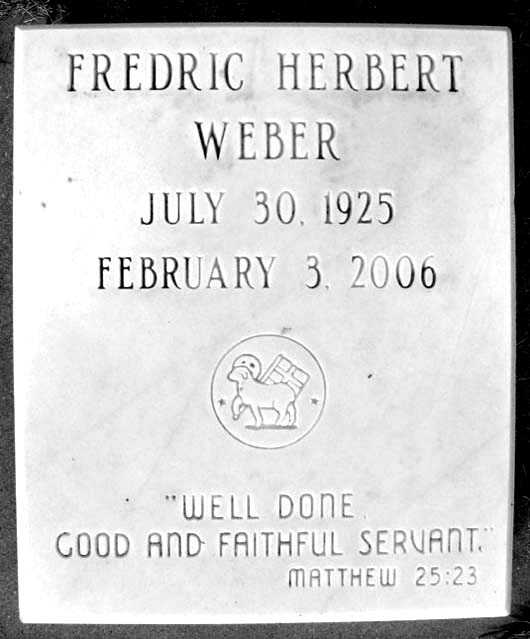 FREDRIC HERBERT
WEBER
JULY 30, 1925
FEBRUARY 3, 2006
"WELL DONE,
GOOD AND FAITHFUL SERVANT."
MATTHEW 25:23